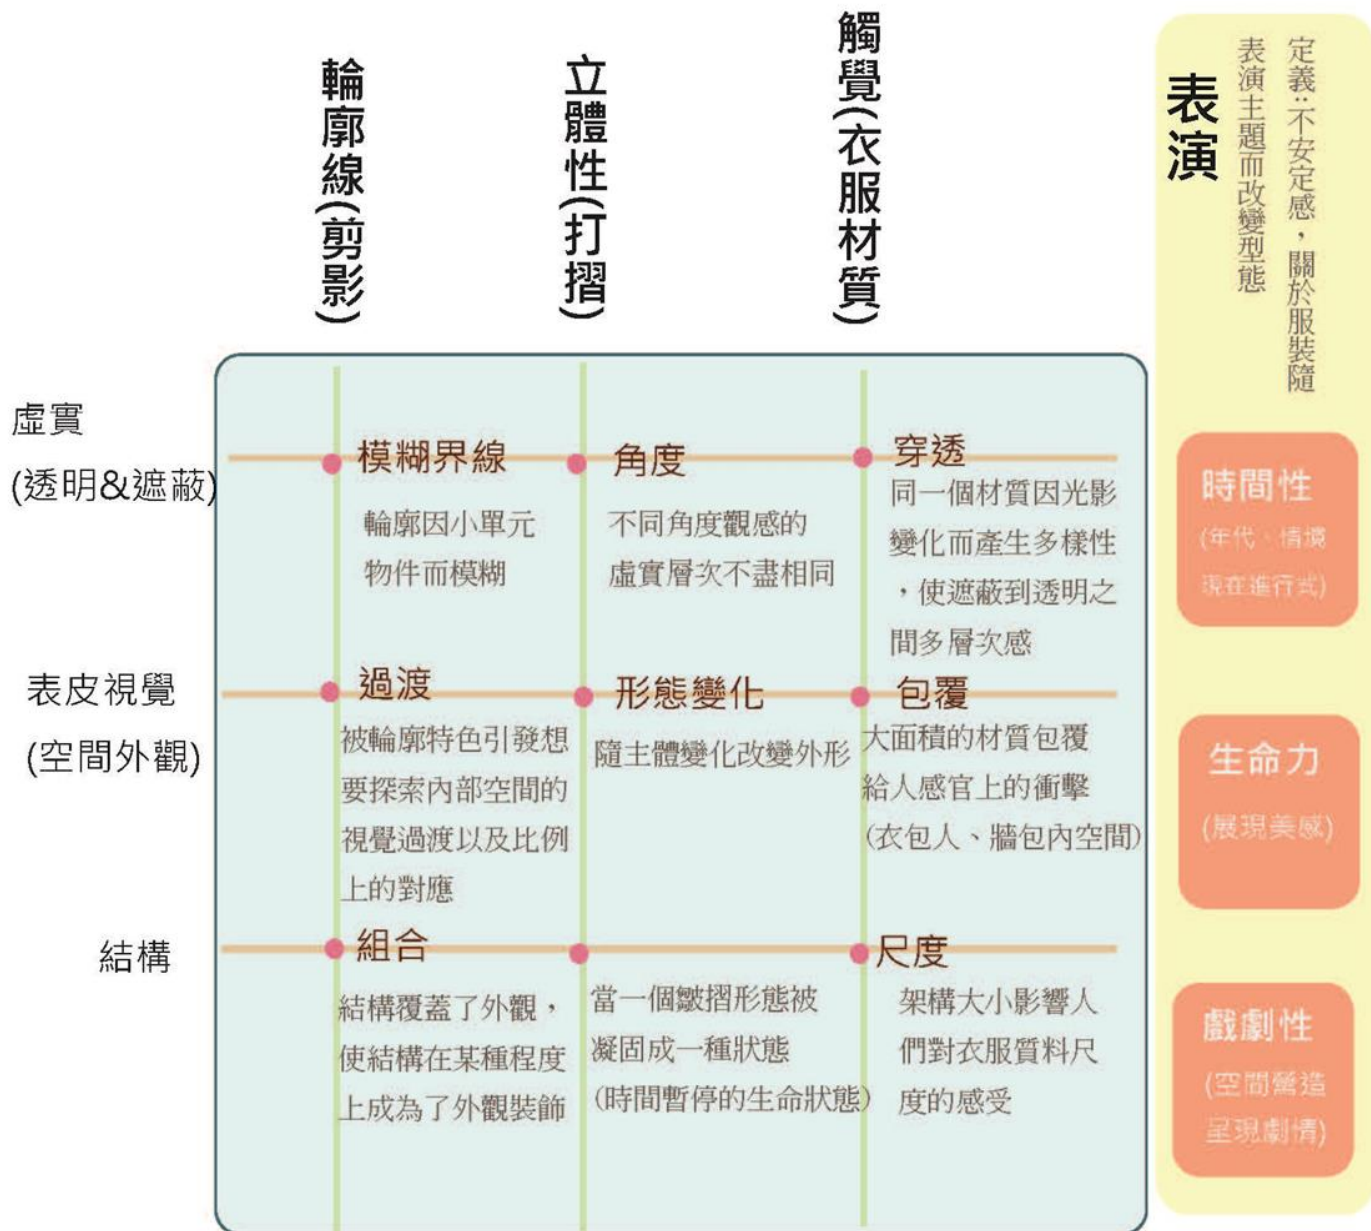 輪廓線(剪影)
立體性(打摺)
觸覺(衣服材質)
表演
定義:不安定感，關於服裝隨
表演主題而改變型態
虛實
(透明&遮蔽)
模糊界線
輪廓因小單元
物件而模糊
角度
不同角度觀感的
虛實層次不盡相同
穿透
同一個材質因光影
變化而產生多樣性
，使遮蔽到透明之
間多層次感
時間性
(年代、情境
現在進行式)
表皮視覺
(空間外觀)
過渡
被輪廓特色引發想
要探索內部空間的
視覺過渡以及比例
上的對應
形態變化
隨主體變化改變外形
包覆
大面積的材質包覆
給人感官上的衝擊
(衣包人、牆包內空間)
生命力
(展現美感)
結構
組合
結構覆蓋了外觀，
使結構在某種程度
上成為了外觀裝飾
當一個皺摺形態被
凝固成一種狀態
(時間暫停的生命狀態)
尺度
架構大小影響人
們對衣服質料尺
度的感受
戲劇性
(空間營造
呈現劇情)